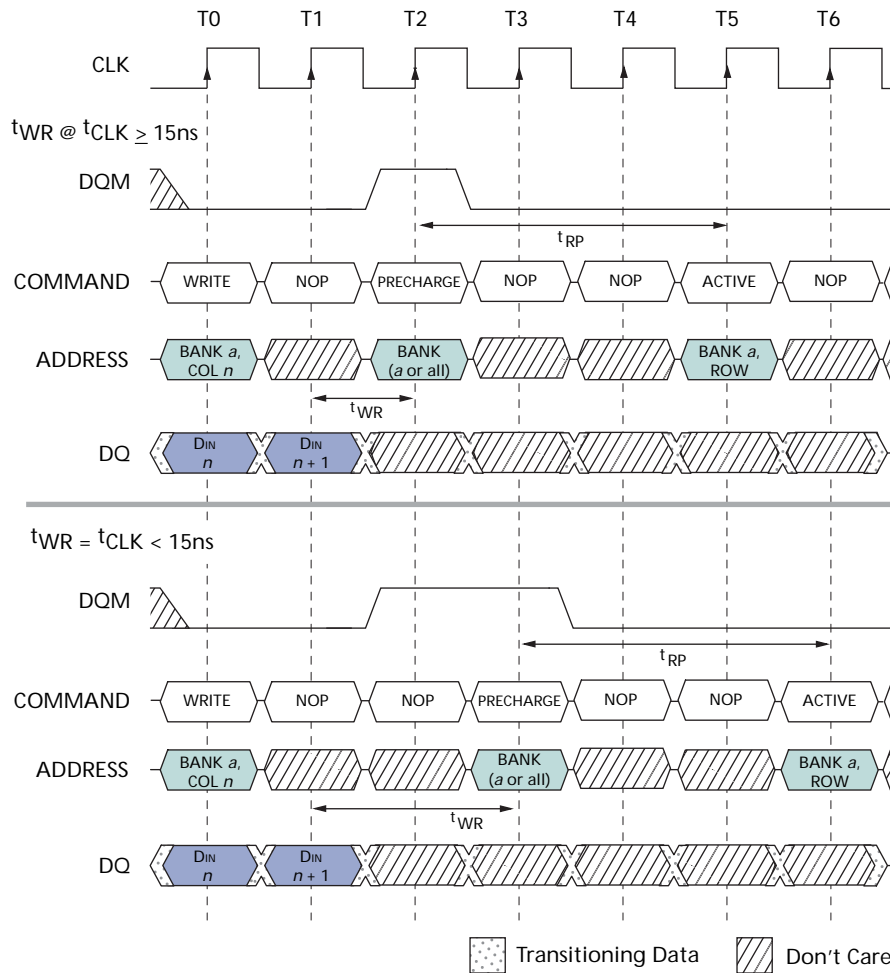 T0 T1 T2 T3 T4 T5 T6
CLK
tWR @ tCLK ≥ 15ns
DQM
tRP
COMMAND WRITE NOP PRECHARGE NOP NOP ACTIVE NOP
ADDRESS BANK a, COL n BANK (a or all) BANK a, ROW
tWR
DQ DIN n DIN n + 1
tWR = tCLK < 15ns
DQM
tRP
COMMAND WRITE NOP NOP PRECHARGE NOP NOP ACTIVE
ADDRESS BANK a, COL n BANK (a or all) BANK a, ROW
tWR
DQ DIN n DIN n + 1
Transitioning Data Don't Care